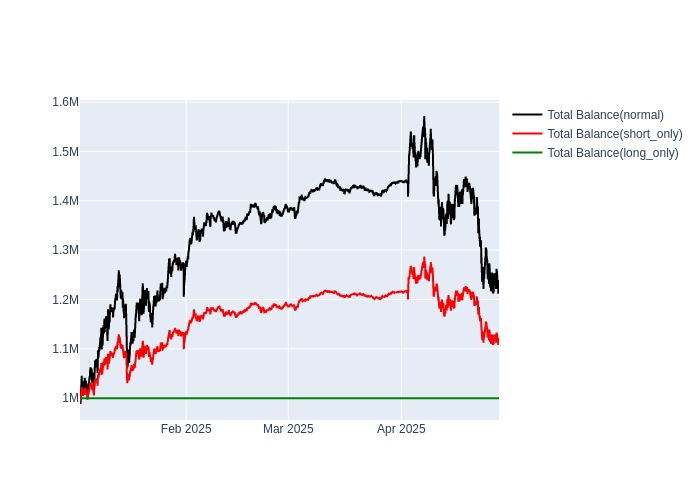 1.6M
1.5M
1.4M
1.3M
1.2M
1.1M
1M
Feb 2025
Mar 2025
Apr 2025
Total Balance(normal)
Total Balance(short_only)
Total Balance(long_only)